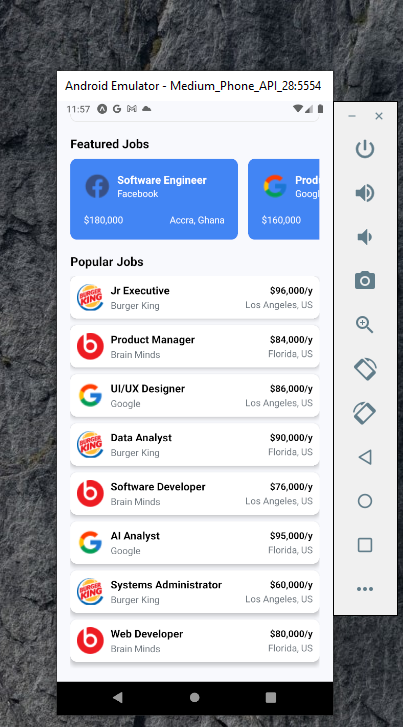 Android Emulator - Medium_Phone_API_28:5554
11:57
Featured Jobs
Software Engineer
Facebook
$180,000 Accra, Ghana
Prod
Googl
$160,000
Popular Jobs
BURGER KING
Jr Executive $96,000/y
Burger King Los Angeles, US
Product Manager $84,000/y
Brain Minds Florida, US
UI/UX Designer $86,000/y
Google Los Angeles, US
BURGER KING
Data Analyst $90,000/y
Burger King Florida, US
Software Developer $76,000/y
Brain Minds Los Angeles, US
AI Analyst $95,000/y
Google Florida, US
BURGER KING
Systems Administrator $60,000/y
Burger King Los Angeles, US
Web Developer $80,000/y
Brain Minds Florida, US